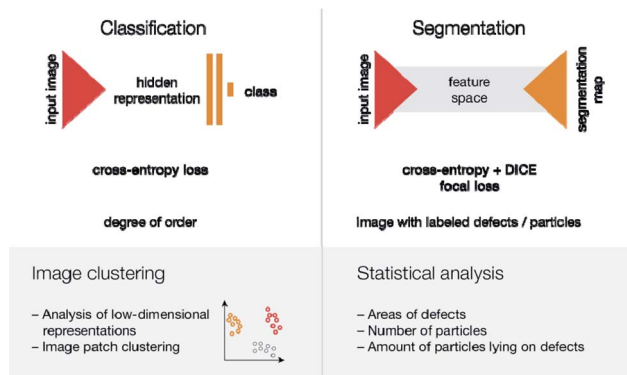 Classification
input image
hidden
representation
class
cross-entropy loss
degree of order
Segmentation
input image
feature
space
segmentation
map
cross-entropy + DICE
focal loss
Image with labeled defects / particles
Image clustering
– Analysis of low-dimensional
representations
– Image patch clustering
Statistical analysis
– Areas of defects
– Number of particles
– Amount of particles lying on defects